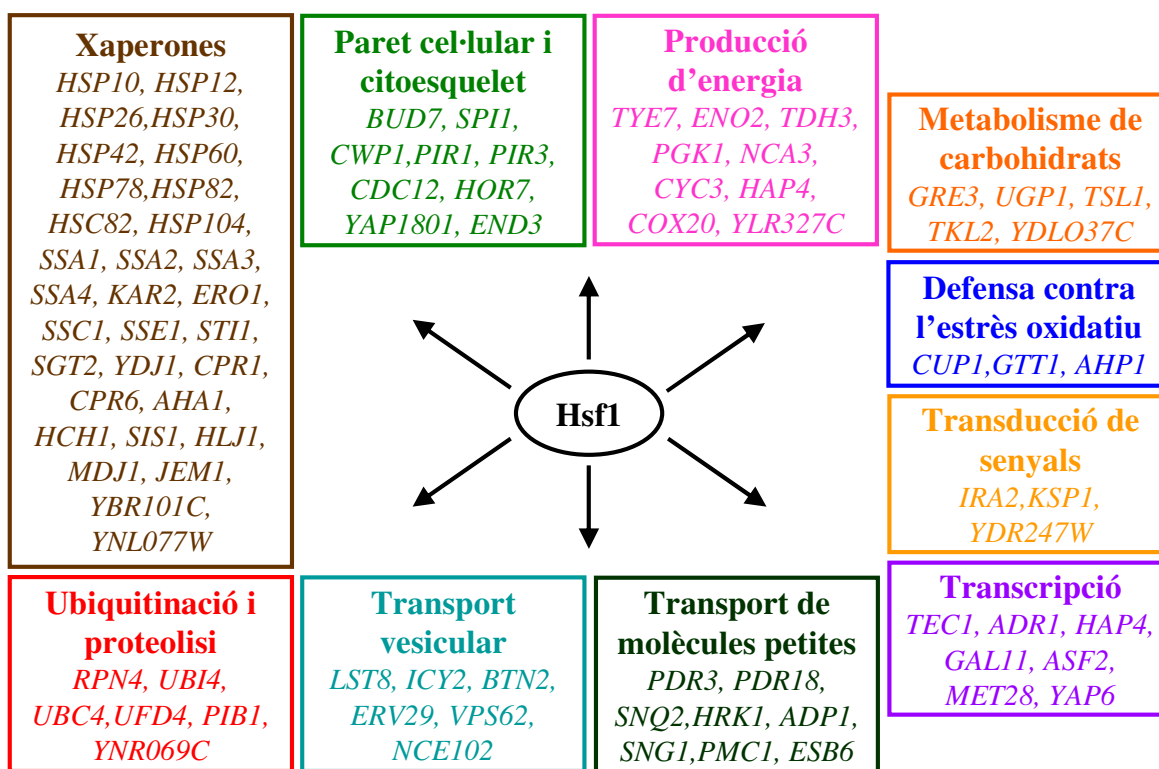 Xaperones
HSP10, HSP12,
HSP26,HSP30,
HSP42, HSP60,
HSP78,HSP82,
HSC82, HSP104,
SSA1, SSA2, SSA3,
SSA4, KAR2, ERO1,
SSC1, SSE1, STI1,
SGT2, YDJ1, CPR1,
CPR6, AHA1,
HCH1, SIS1, HLJ1,
MDJ1, JEM1,
YBR101C,
YNL077W
Paret cel·lular i
citoesquelet
BUD7, SPI1,
CWP1,PIR1, PIR3,
CDC12, HOR7,
YAP1801, END3
Producció
d’energia
TYE7, ENO2, TDH3,
PGK1, NCA3,
CYC3, HAP4,
COX20, YLR327C
Metabolisme de
carbohidrats
GRE3, UGP1, TSL1,
TKL2, YDLO37C
Defensa contra
l’estrès oxidatiu
CUP1,GTT1, AHP1
Hsf1
Transducció de
senyals
IRA2,KSP1,
YDR247W
Ubiquitinació i
proteolisi
RPN4, UBI4,
UBC4,UFD4, PIB1,
YNR069C
Transport
vesicular
LST8, ICY2, BTN2,
ERV29, VPS62,
NCE102
Transport de
molècules petites
PDR3, PDR18,
SNQ2,HRK1, ADP1,
SNG1,PMC1, ESB6
Transcripció
TEC1, ADR1, HAP4,
GAL11, ASF2,
MET28, YAP6